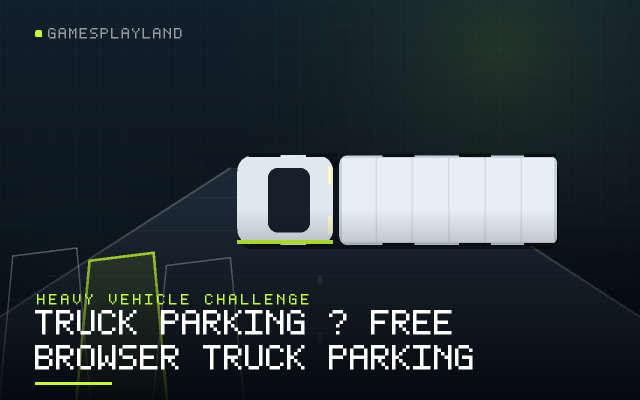 GAMESPLAYLAND
HEAVY VEHICLE CHALLENGE
TRUCK PARKING ? FREE
BROWSER TRUCK PARKING